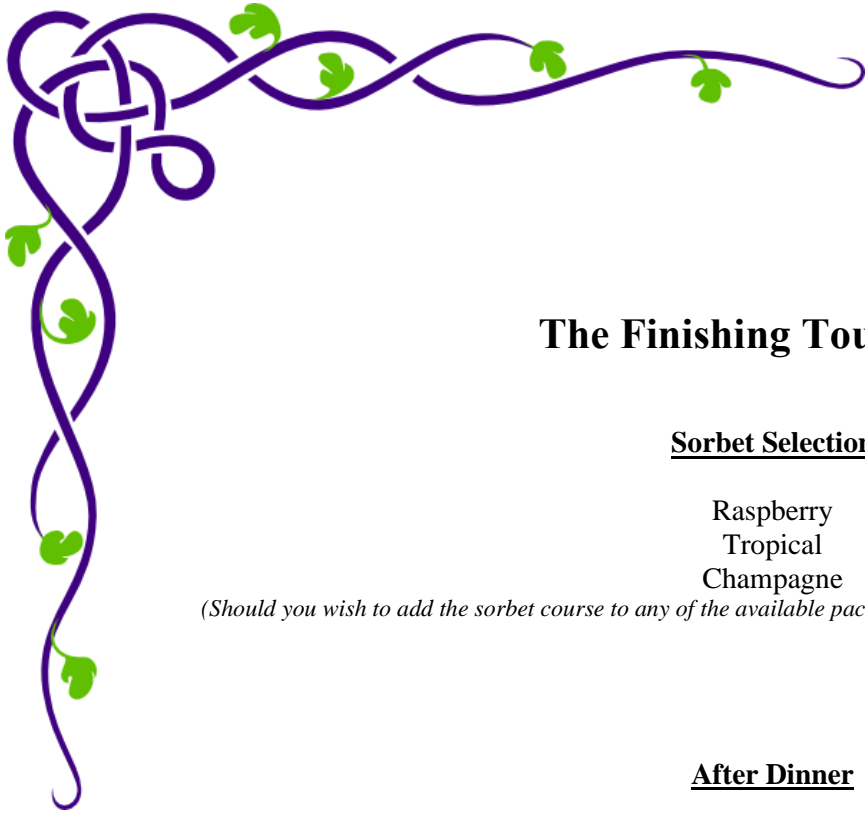 The Finishing Tou
Sorbet Selection
Raspberry
Tropical
Champagne
(Should you wish to add the sorbet course to any of the available pac
After Dinner